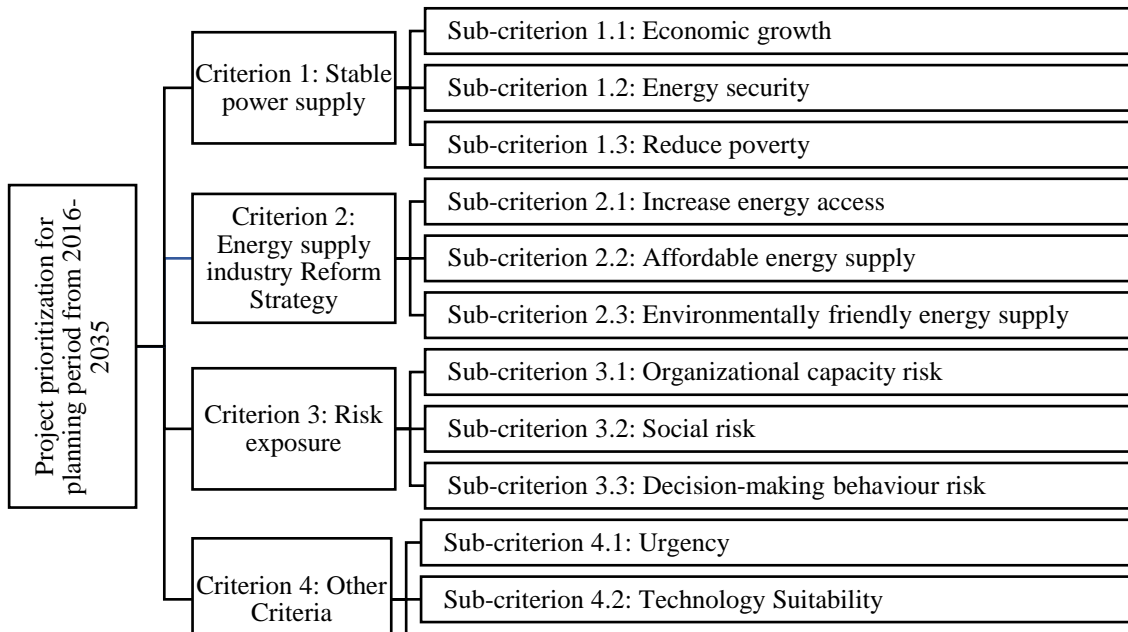 Project prioritization for
planning period from 2016-
2035
Criterion 1: Stable
power supply
Sub-criterion 1.1: Economic growth
Sub-criterion 1.2: Energy security
Sub-criterion 1.3: Reduce poverty
Criterion 2:
Energy supply
industry Reform
Strategy
Sub-criterion 2.1: Increase energy access
Sub-criterion 2.2: Affordable energy supply
Sub-criterion 2.3: Environmentally friendly energy supply
Criterion 3: Risk
exposure
Sub-criterion 3.1: Organizational capacity risk
Sub-criterion 3.2: Social risk
Sub-criterion 3.3: Decision-making behaviour risk
Criterion 4: Other
Criteria
Sub-criterion 4.1: Urgency
Sub-criterion 4.2: Technology Suitability